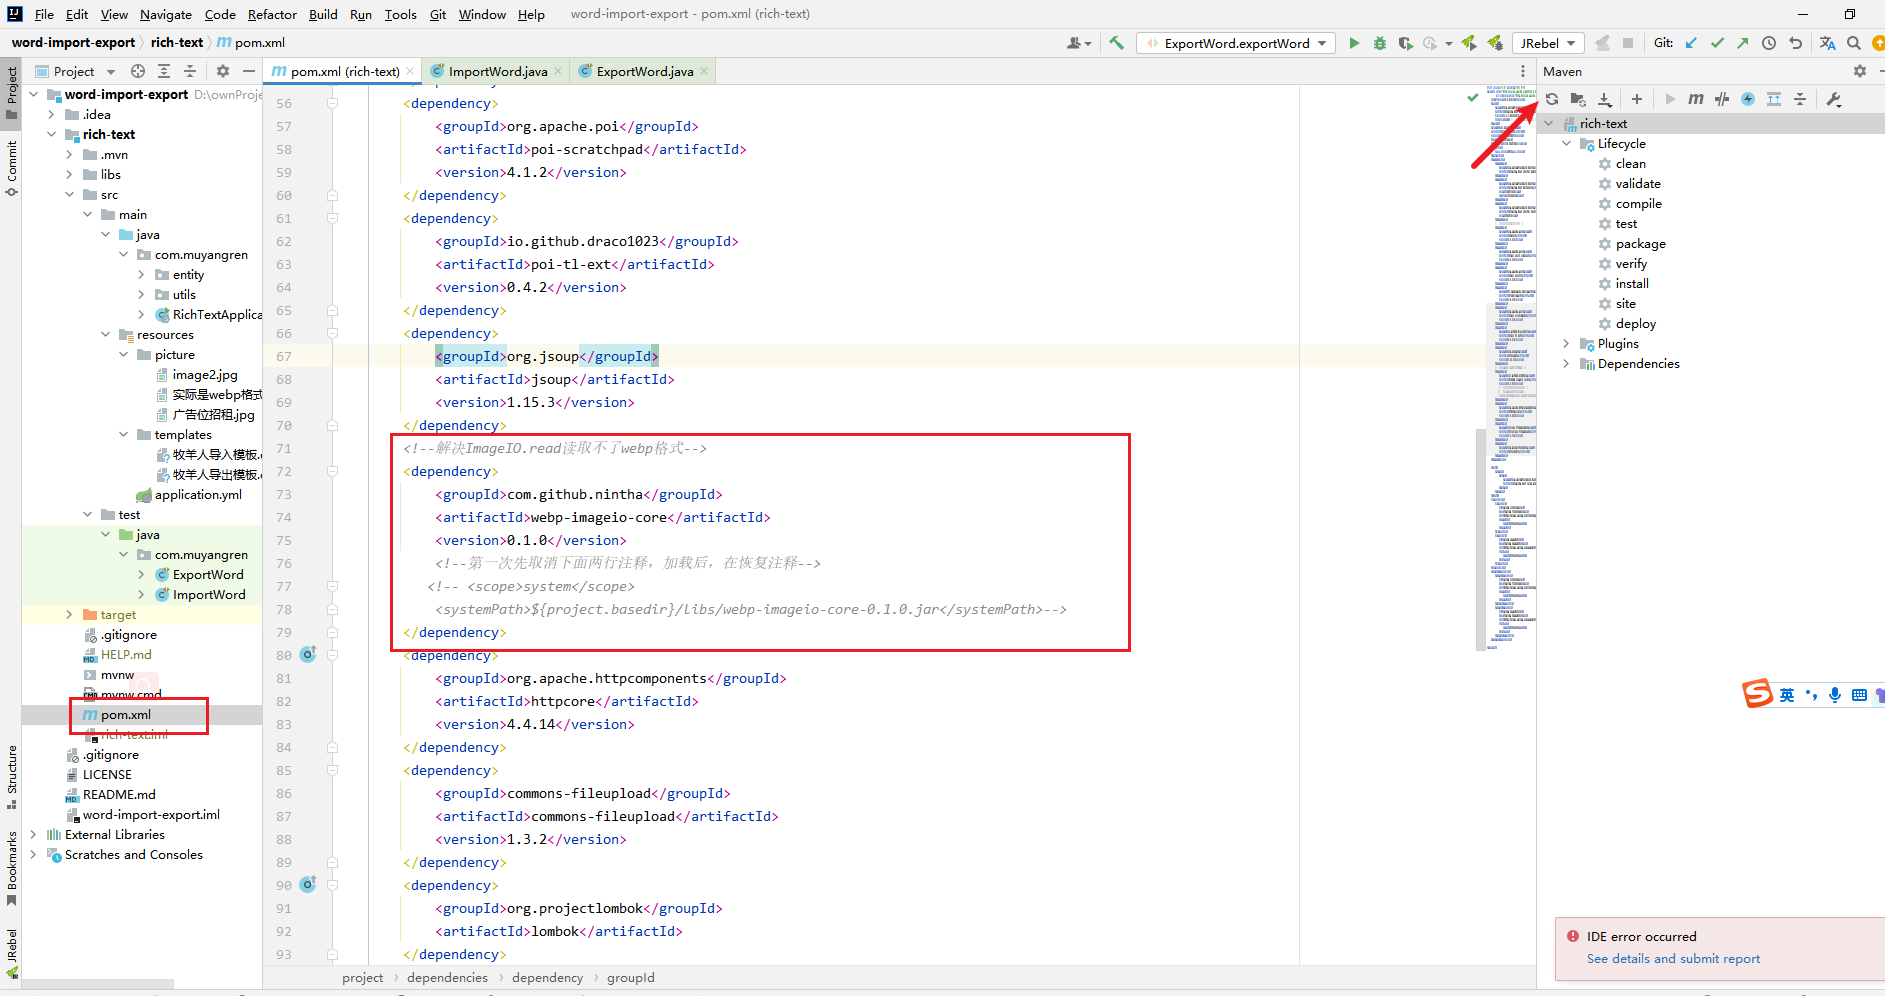 File Edit View Navigate Code Refactor Build Run Tools Git Window Help word-import-export - pom.xml (rich-text)
word-import-export rich-text pom.xml
ExportWord.exportWord JRebel Git:
Project
pom.xml (rich-text) ImportWord.java ExportWord.java
Maven
Project
Commit
Structure
Bookmarks
JRebel
word-import-export D:\ownProje
.idea
rich-text
.mvn
libs
src
main
java
com.muyangren
entity
utils
RichTextApplica
resources
picture
image2.jpg
实际是webp格式
广告位招租.jpg
templates
牧羊人导入模板.
牧羊人导出模板.
application.yml
test
java
com.muyangren
ExportWord
ImportWord
target
.gitignore
HELP.md
mvnw
mvnw.cmd
pom.xml
rich-text.iml
.gitignore
LICENSE
README.md
word-import-export.iml
External Libraries
Scratches and Consoles
56 <dependency>
57 <groupId>org.apache.poi</groupId>
58 <artifactId>poi-scratchpad</artifactId>
59 <version>4.1.2</version>
60 </dependency>
61 <dependency>
62 <groupId>io.github.draco1023</groupId>
63 <artifactId>poi-tl-ext</artifactId>
64 <version>0.4.2</version>
65 </dependency>
66 <dependency>
67 <groupId>org.jsoup</groupId>
68 <artifactId>jsoup</artifactId>
69 <version>1.15.3</version>
70 </dependency>
71 <!--解决ImageIO.read读取不了webp格式-->
72 <dependency>
73 <groupId>com.github.nintha</groupId>
74 <artifactId>webp-imageio-core</artifactId>
75 <version>0.1.0</version>
76 <!--第一次先取消下面两行注释，加载后，在恢复注释-->
77 <!-- <scope>system</scope>
78 <systemPath>${project.basedir}/libs/webp-imageio-core-0.1.0.jar</systemPath>-->
79 </dependency>
80 <dependency>
81 <groupId>org.apache.httpcomponents</groupId>
82 <artifactId>httpcore</artifactId>
83 <version>4.4.14</version>
84 </dependency>
85 <dependency>
86 <groupId>commons-fileupload</groupId>
87 <artifactId>commons-fileupload</artifactId>
88 <version>1.3.2</version>
89 </dependency>
90 <dependency>
91 <groupId>org.projectlombok</groupId>
92 <artifactId>lombok</artifactId>
93 </dependency>
project dependencies dependency groupId
rich-text
Lifecycle
clean
validate
compile
test
package
verify
install
site
deploy
Plugins
Dependencies
英
IDE error occurred
See details and submit report